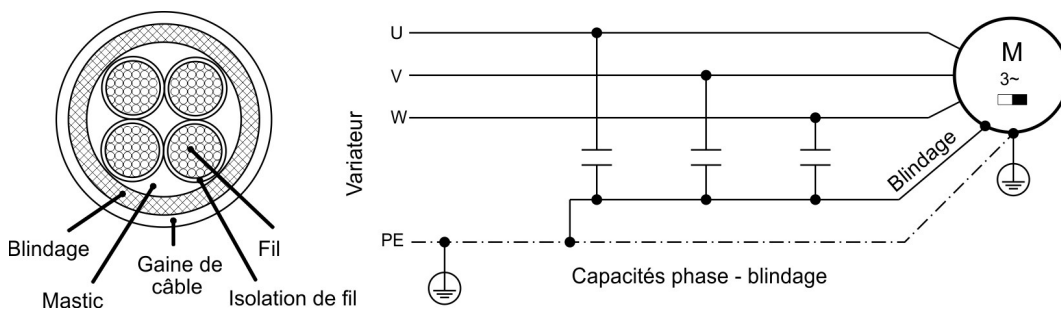 Blindage
Mastic
Gaine de
câble
Fil
Isolation de fil
Variateur
U
V
W
PE
M
3~
Blindage
Capacités phase - blindage